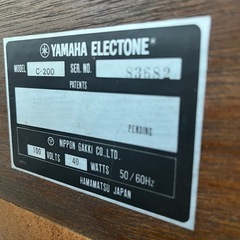 YAMAHA ELECTONE
MODEL C-200 SER. NO. 83682
PATENTS
PENDING
NIPPON GAKKI CO., LTD.
100 VOLTS 40 WATTS 50/60Hz
HAMAMATSU JAPAN